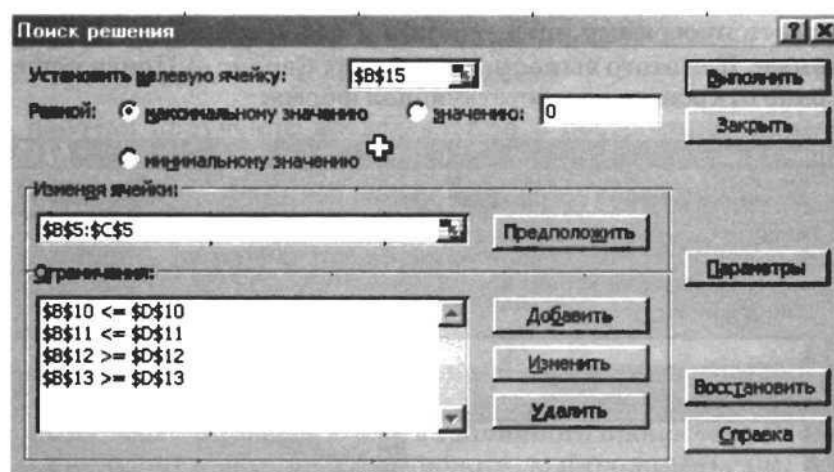 Поиск решения
Установить целевую ячейку: $B$15
Выполнить
Равной: максимальному значению значению: 0
Закрыть
минимальному значению
Изменяя ячейки:
$B$5:$C$5
Предположить
Параметры
Ограничения:
$B$10 <= $D$10
$B$11 <= $D$11
$B$12 >= $D$12
$B$13 >= $D$13
Добавить
Изменить
Удалить
Восстановить
Справка